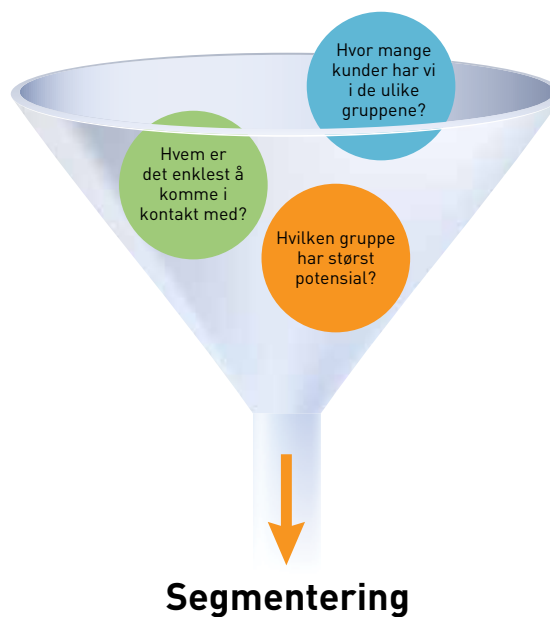 Hvor mange
kunder har vi
i de ulike
gruppene?
Hvem er
det enklest å
komme i
kontakt med?
Hvilken gruppe
har størst
potensial?
Segmentering